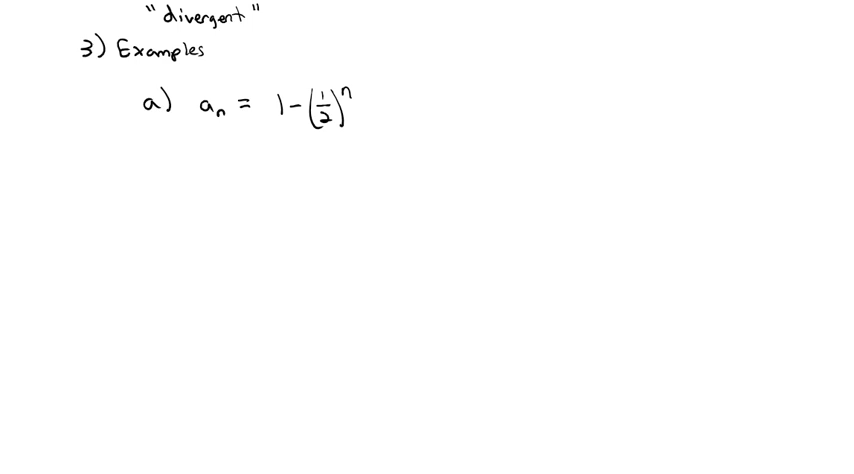 "divergent"
3) Examples
a) aₙ = 1 - (1/2)ⁿ